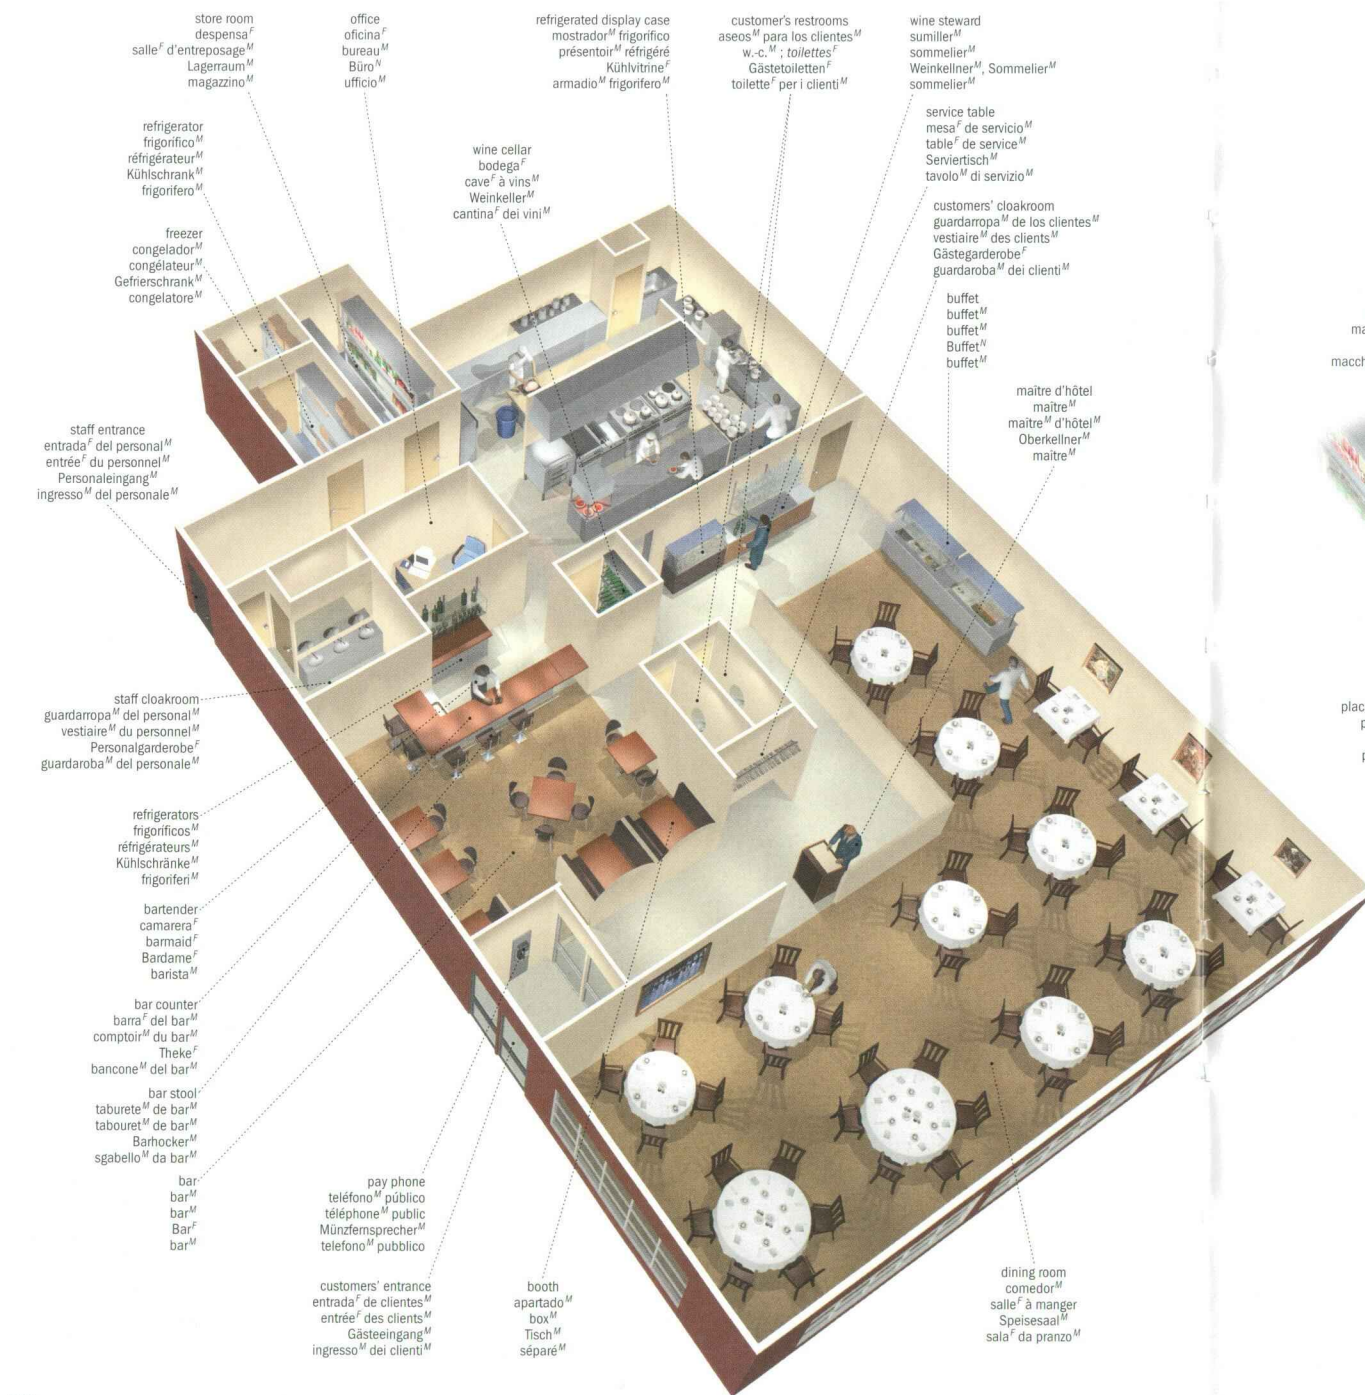 store room
despensa^F
salle^F d'entreposage^M
Lagerraum^M
magazzino^M
office
oficina^F
bureau^M
Büro^N
ufficio^M
refrigerated display case
mostrador^M frigorífico
présentoir^M réfrigéré
Kühlvitrine^F
armadio^M frigorifero^M
customer's restrooms
aseos^M para los clientes^M
w.-c.^M ; toilettes^F
Gästetoiletten^F
toilette^F per i clienti^M
wine steward
sumiller^M
sommelier^M
Weinkellner^M, Sommelier^M
sommelier^M
service table
mesa^F de servicio^M
table^F de service^M
Serviertisch^M
tavolo^M di servizio^M
refrigerator
frigorífico^M
réfrigérateur^M
Kühlschrank^M
frigorifero^M
wine cellar
bodega^F
cave^F à vins^M
Weinkeller^M
cantina^F dei vini^M
customers' cloakroom
guardarropa^M de los clientes^M
vestiaire^M des clients^M
Gästegarderobe^F
guardaroba^M dei clienti^M
freezer
congelador^M
congélateur^M
Gefrierschrank^M
congelatore^M
buffet
buffet^M
buffet^M
Buffet^N
buffet^M
ma
macch
maître d'hôtel
maître^M
maître^M d'hôtel^M
Oberkellner^M
maître^M
staff entrance
entrada^F del personal^M
entrée^F du personnel^M
Personaleingang^M
ingresso^M del personale^M
staff cloakroom
guardarropa^M del personal^M
vestiaire^M du personnel^M
Personalgarderobe^F
guardaroba^M del personale^M
plac
p
p
refrigerators
frigoríficos^M
réfrigérateurs^M
Kühlschränke^M
frigoriferi^M
bartender
camarera^F
barmaid^F
Bardame^F
barista^M
bar counter
barra^F del bar^M
comptoir^M du bar^M
Theke^F
bancone^M del bar^M
bar stool
taburete^M de bar^M
tabouret^M de bar^M
Barhocker^M
sgabello^M da bar^M
bar
bar^M
bar^M
Bar^F
bar^M
pay phone
teléfono^M público
téléphone^M public
Münzfernsprecher^M
telefono^M pubblico
customers' entrance
entrada^F de clientes^M
entrée^F des clients^M
Gästeeingang^M
ingresso^M dei clienti^M
booth
apartado^M
box^M
Tisch^M
séparé^M
dining room
comedor^M
salle^F à manger
Speisesaal^M
sala^F da pranzo^M